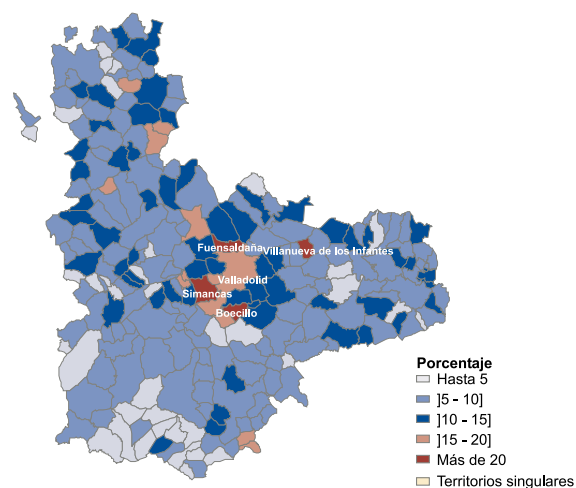 Fuensaldaña
Villanueva de los Infantes
Valladolid
Simancas
Boecillo
Porcentaje
Hasta 5
]5 - 10]
]10 - 15]
]15 - 20]
Más de 20
Territorios singulares